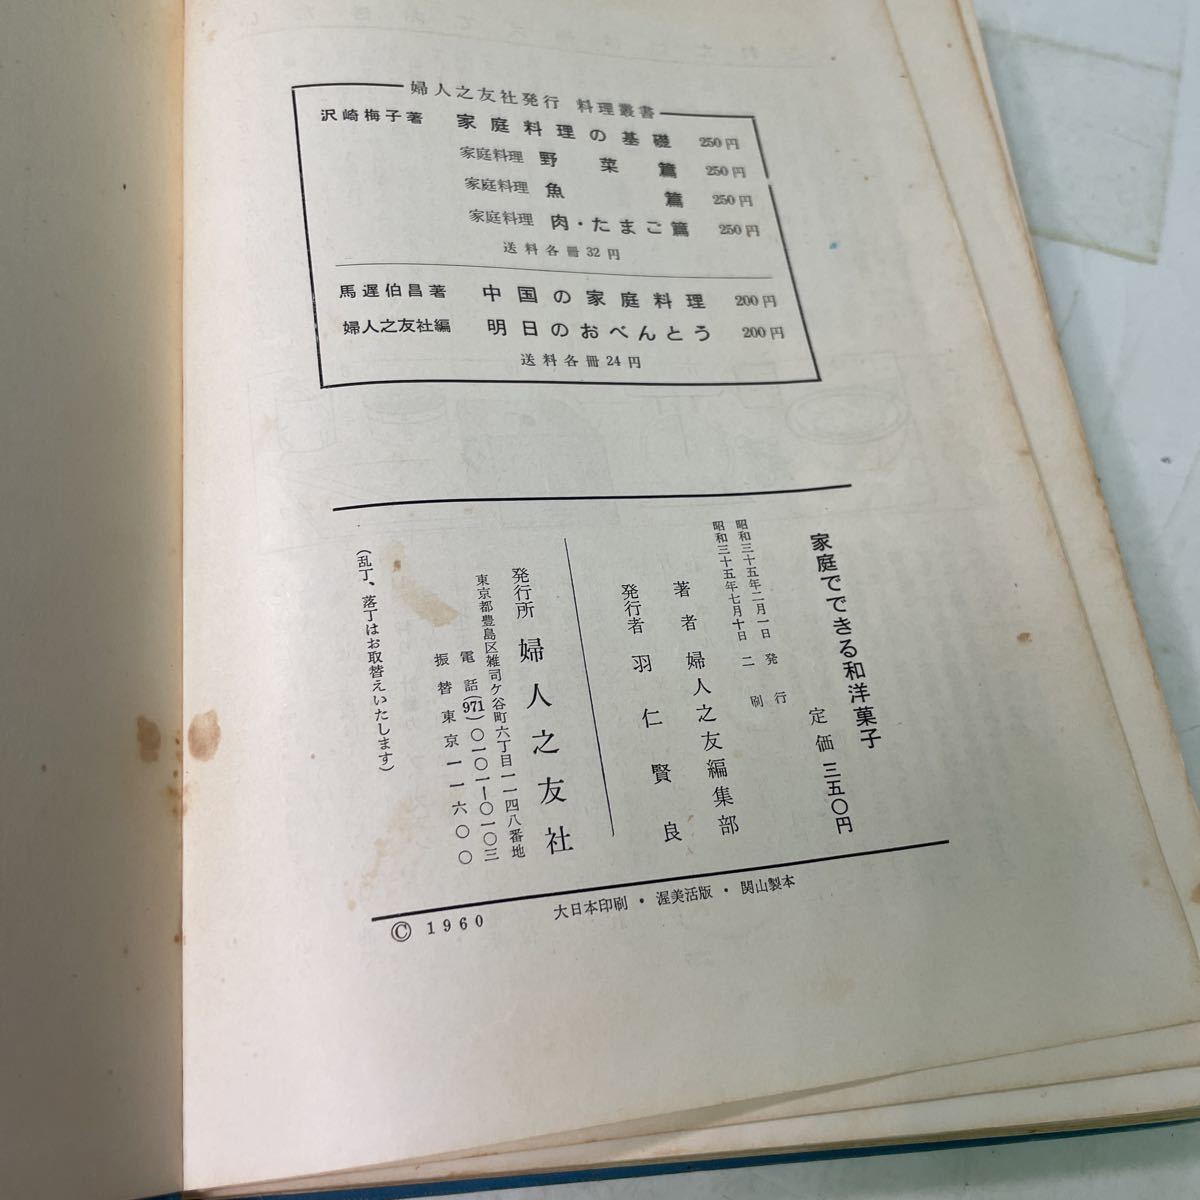 婦人之友社発行 料理叢書
沢崎梅子著 家庭料理の基礎 250円
家庭料理 野菜篇 250円
家庭料理 魚篇 250円
家庭料理 肉・たまご篇 250円
送料各冊32円
馬遅伯昌著 中国の家庭料理 200円
婦人之友社編 明日のおべんとう 200円
送料各冊24円
家庭でできる和洋菓子
定価 三五〇円
昭和三十五年二月一日 発行
昭和三十五年七月十日 二刷
著者 婦人之友編集部
発行者 羽仁賢良
発行所 婦人之友社
東京都豊島区雑司ケ谷町六丁目一一四八番地
電話(971)〇一〇一―〇一〇三
振替東京一一六〇〇
(乱丁、落丁はお取替えいたします)
大日本印刷・渥美活版・関山製本
© 1960